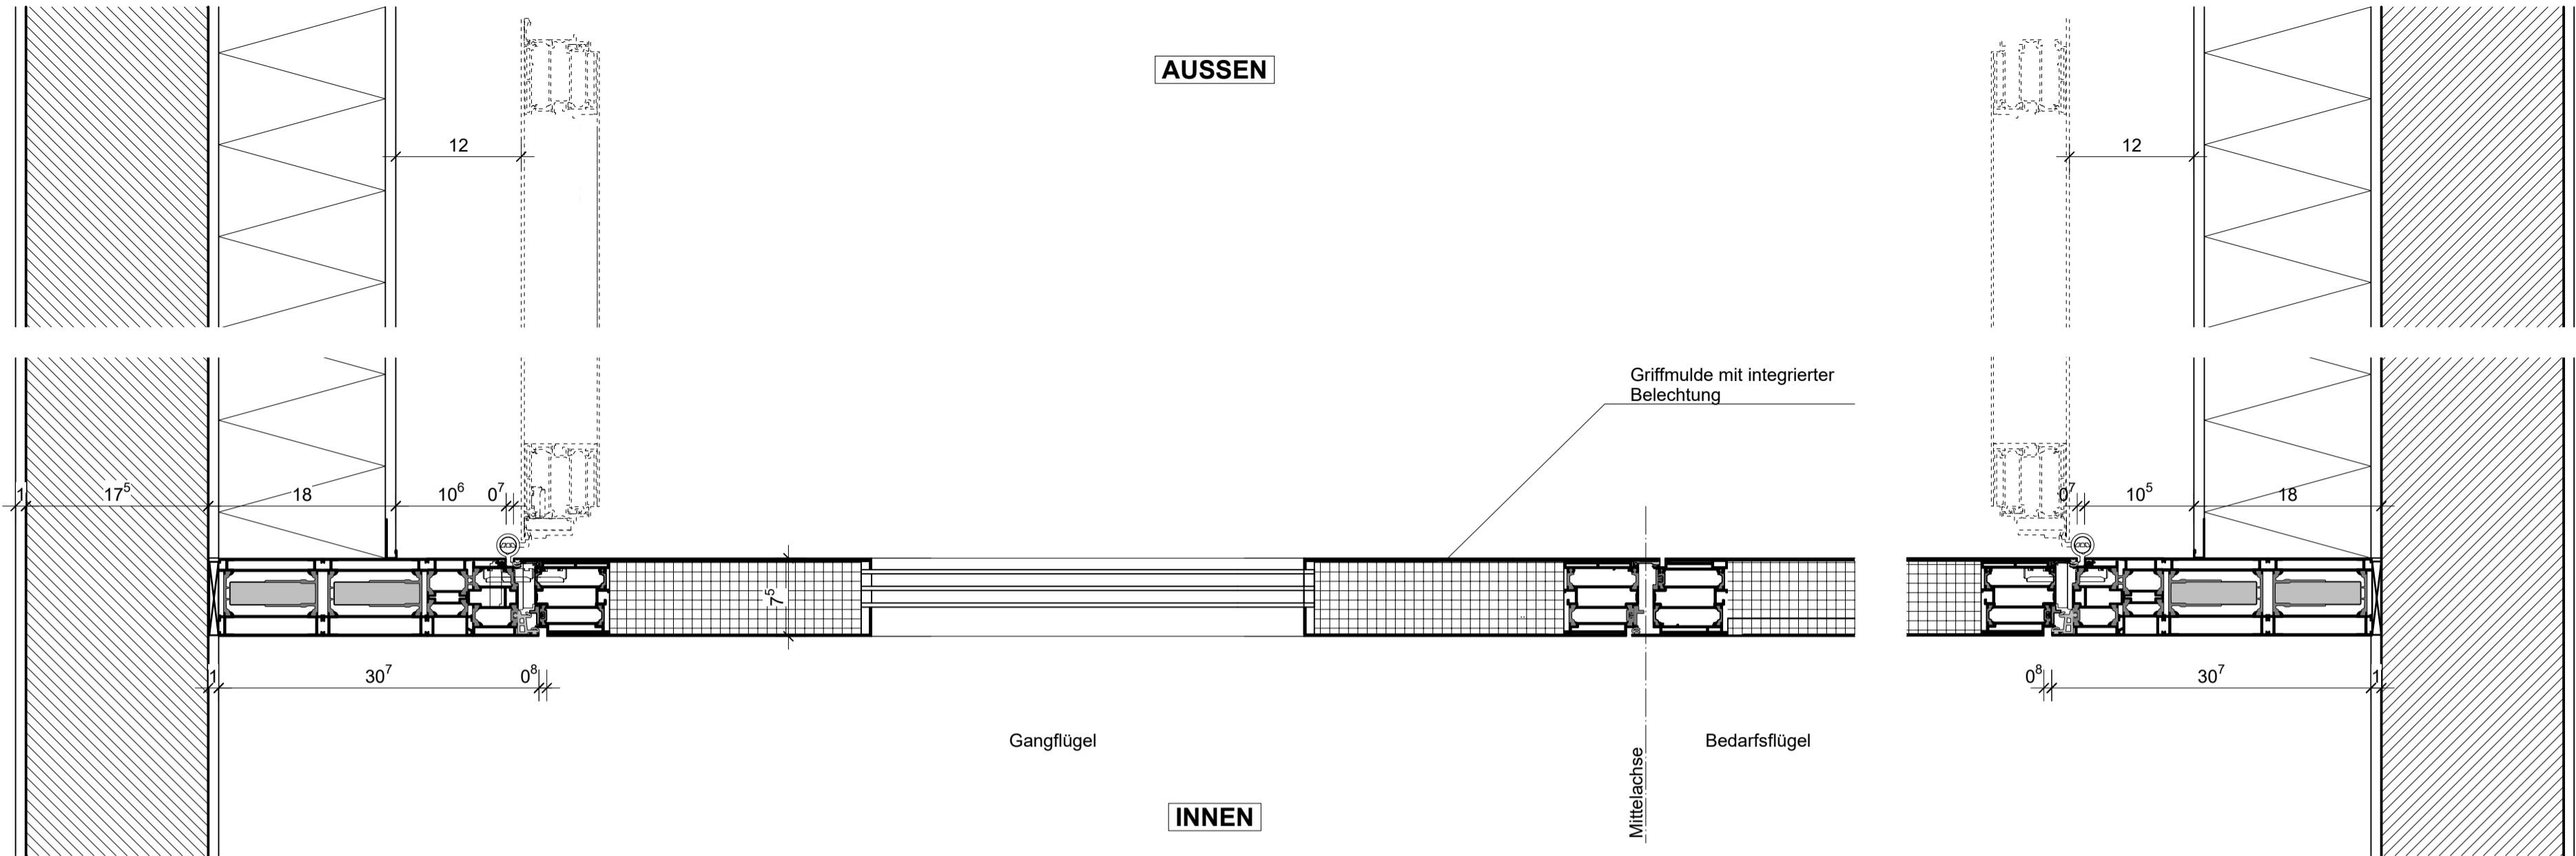 AUSSEN
12
12
Griffmulde mit integrierter
Belechtung
1
17⁵
18
10⁶
0⁷
0⁷
10⁵
18
7⁵
1
30⁷
0⁸
0⁸
30⁷
1
Gangflügel
Bedarfsflügel
Mittelachse
INNEN